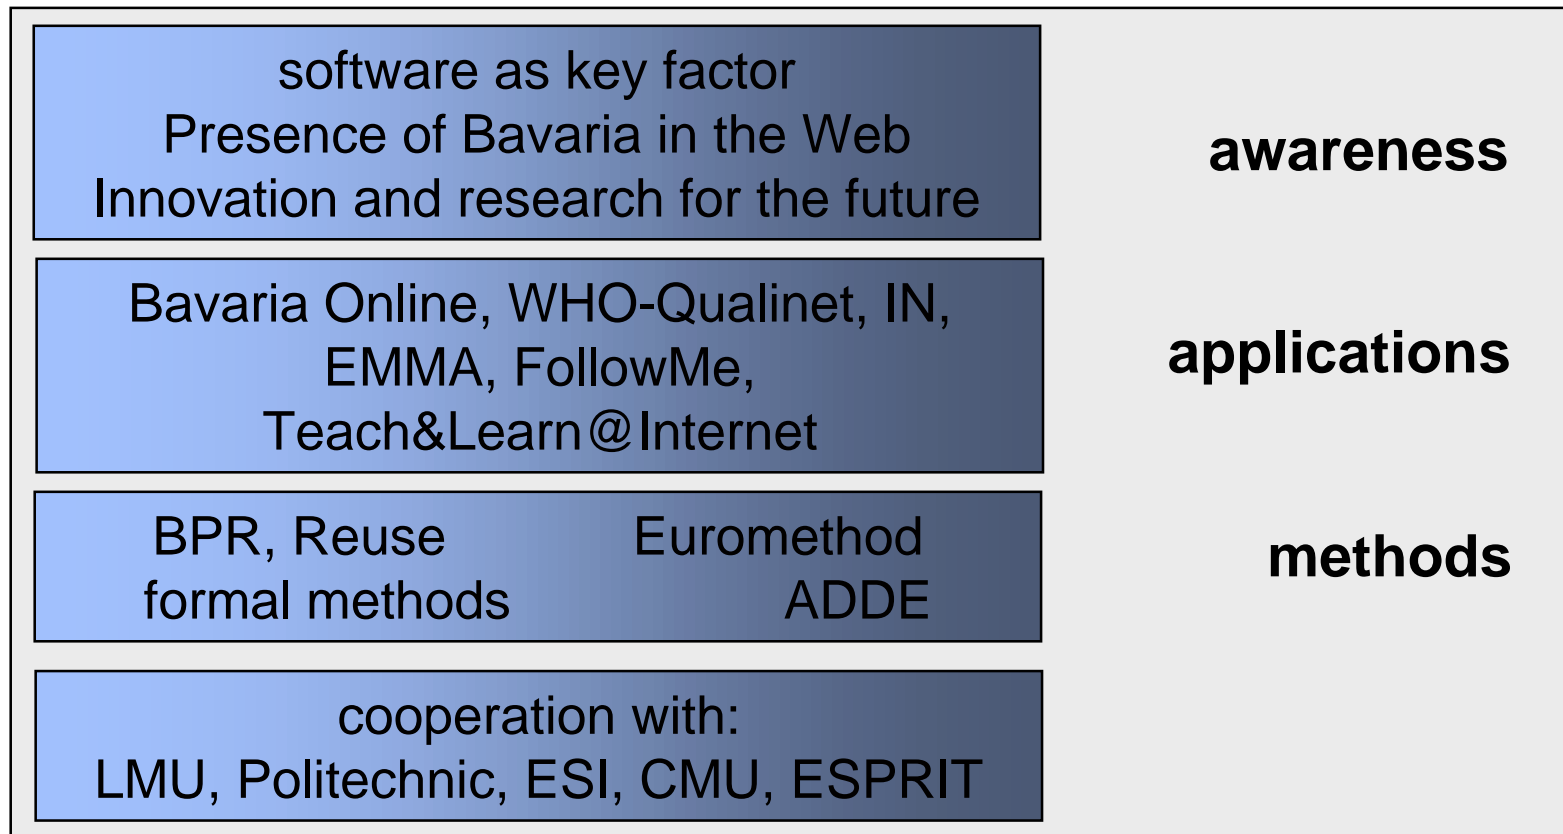 software as key factor
Presence of Bavaria in the Web
Innovation and research for the future
awareness
Bavaria Online, WHO-Qualinet, IN,
EMMA, FollowMe,
Teach&Learn@Internet
applications
BPR, Reuse Euromethod
formal methods ADDE
methods
cooperation with:
LMU, Politechnic, ESI, CMU, ESPRIT